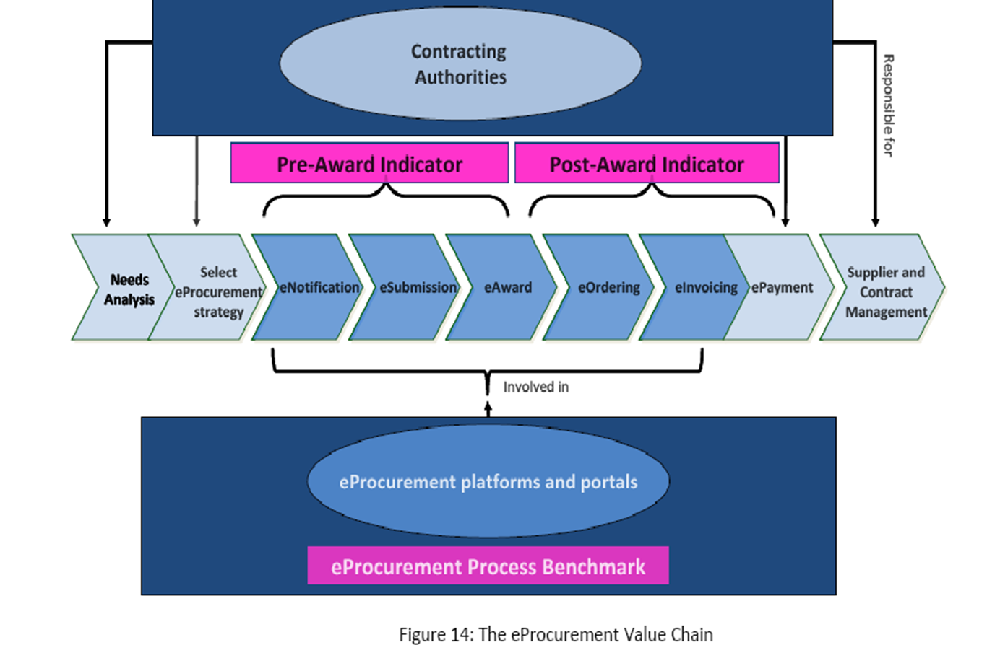 Contracting
Authorities
Responsible for
Pre-Award Indicator
Post-Award Indicator
Needs
Analysis
Select
eProcurement
strategy
eNotification
eSubmission
eAward
eOrdering
eInvoicing
ePayment
Supplier and
Contract
Management
Involved in
eProcurement platforms and portals
eProcurement Process Benchmark
Figure 14: The eProcurement Value Chain